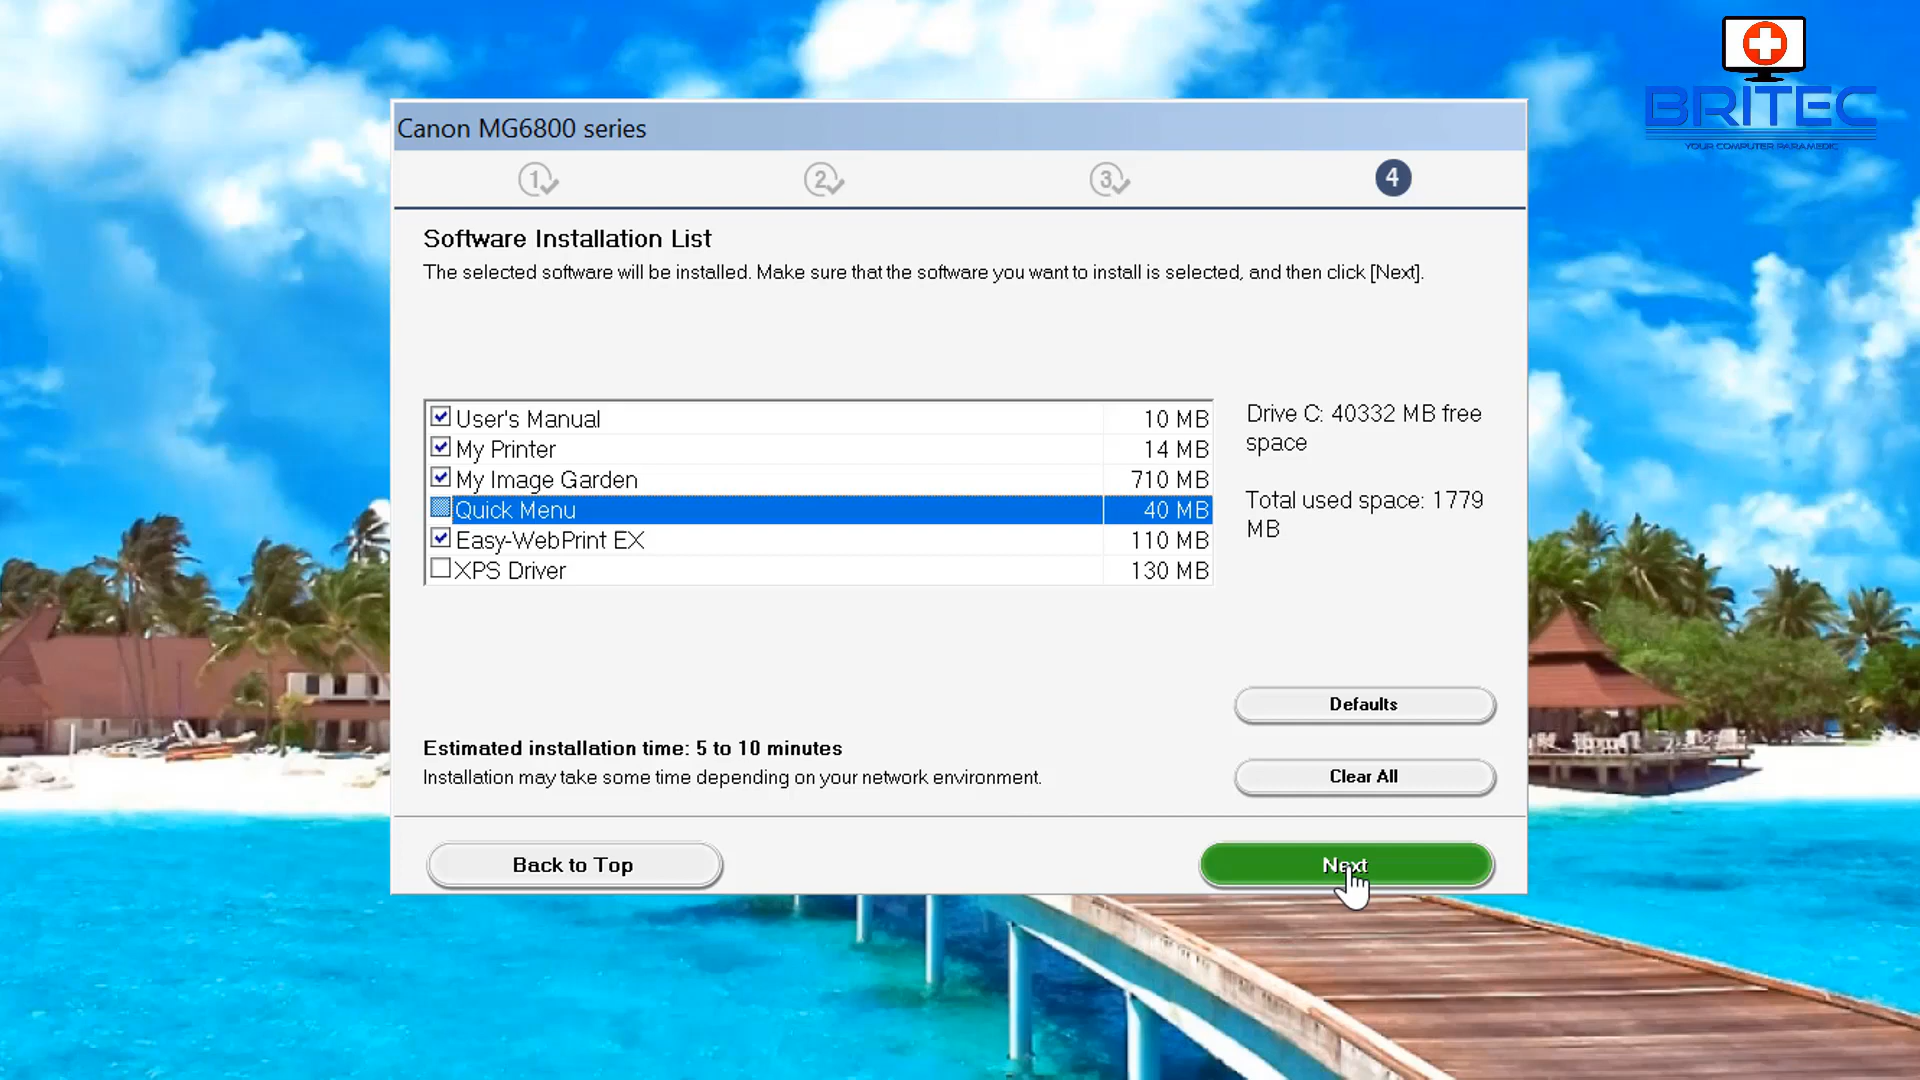 BRITEC
YOUR COMPUTER PARAMEDIC
Canon MG6800 series
1
2
3
4
Software Installation List
The selected software will be installed. Make sure that the software you want to install is selected, and then click [Next].
User's Manual 10 MB
My Printer 14 MB
My Image Garden 710 MB
Quick Menu 40 MB
Easy-WebPrint EX 110 MB
XPS Driver 130 MB
Drive C: 40332 MB free
space
Total used space: 1779
MB
Defaults
Estimated installation time: 5 to 10 minutes
Installation may take some time depending on your network environment.
Clear All
Back to Top
Next